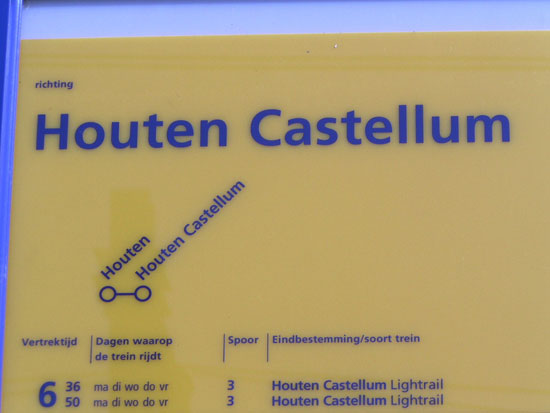 richting
Houten Castellum
Houten
Houten Castellum
Vertrektijd Dagen waarop de trein rijdt Spoor Eindbestemming/soort trein
6 36 ma di wo do vr 3 Houten Castellum Lightrail
50 ma di wo do vr 3 Houten Castellum Lightrail